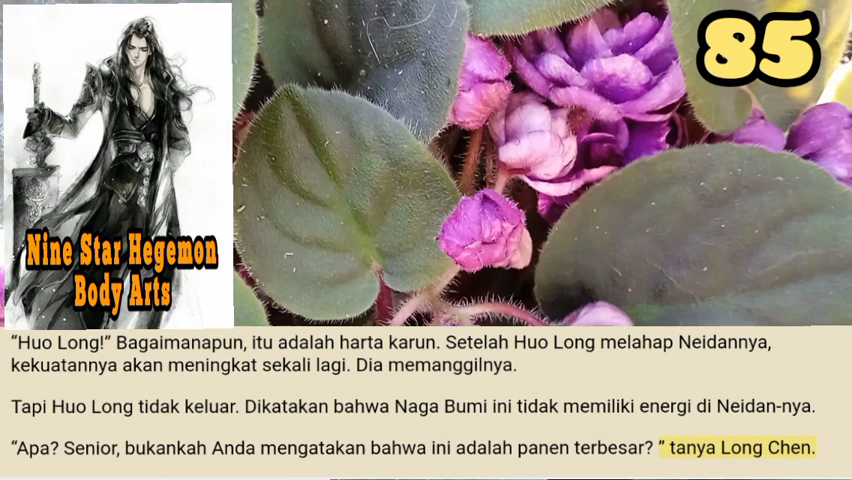 85
Nine Star Hegemon
Body Arts
“Huo Long!” Bagaimanapun, itu adalah harta karun. Setelah Huo Long melahap Neidannya,
kekuatannya akan meningkat sekali lagi. Dia memanggilnya.
Tapi Huo Long tidak keluar. Dikatakan bahwa Naga Bumi ini tidak memiliki energi di Neidan-nya.
“Apa? Senior, bukankah Anda mengatakan bahwa ini adalah panen terbesar? ” tanya Long Chen.